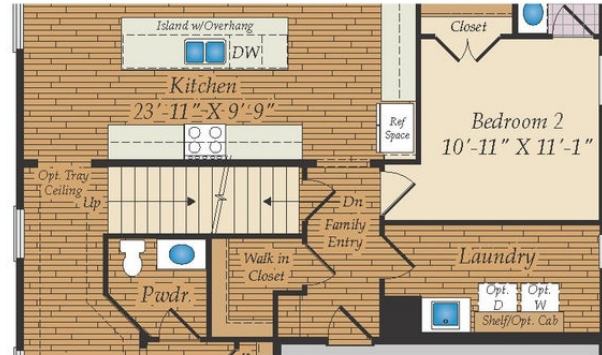 Island w/Overhang
DW
Closet
Kitchen
23'-11" X 9'-9"
Ref
Space
Bedroom 2
10'-11" X 11'-1"
Opt. Tray
Ceiling
Up
Dn
Family
Entry
Walk in
Closet
Laundry
Pwdr.
Opt.
D
Opt.
W
Shelf/Opt. Cab